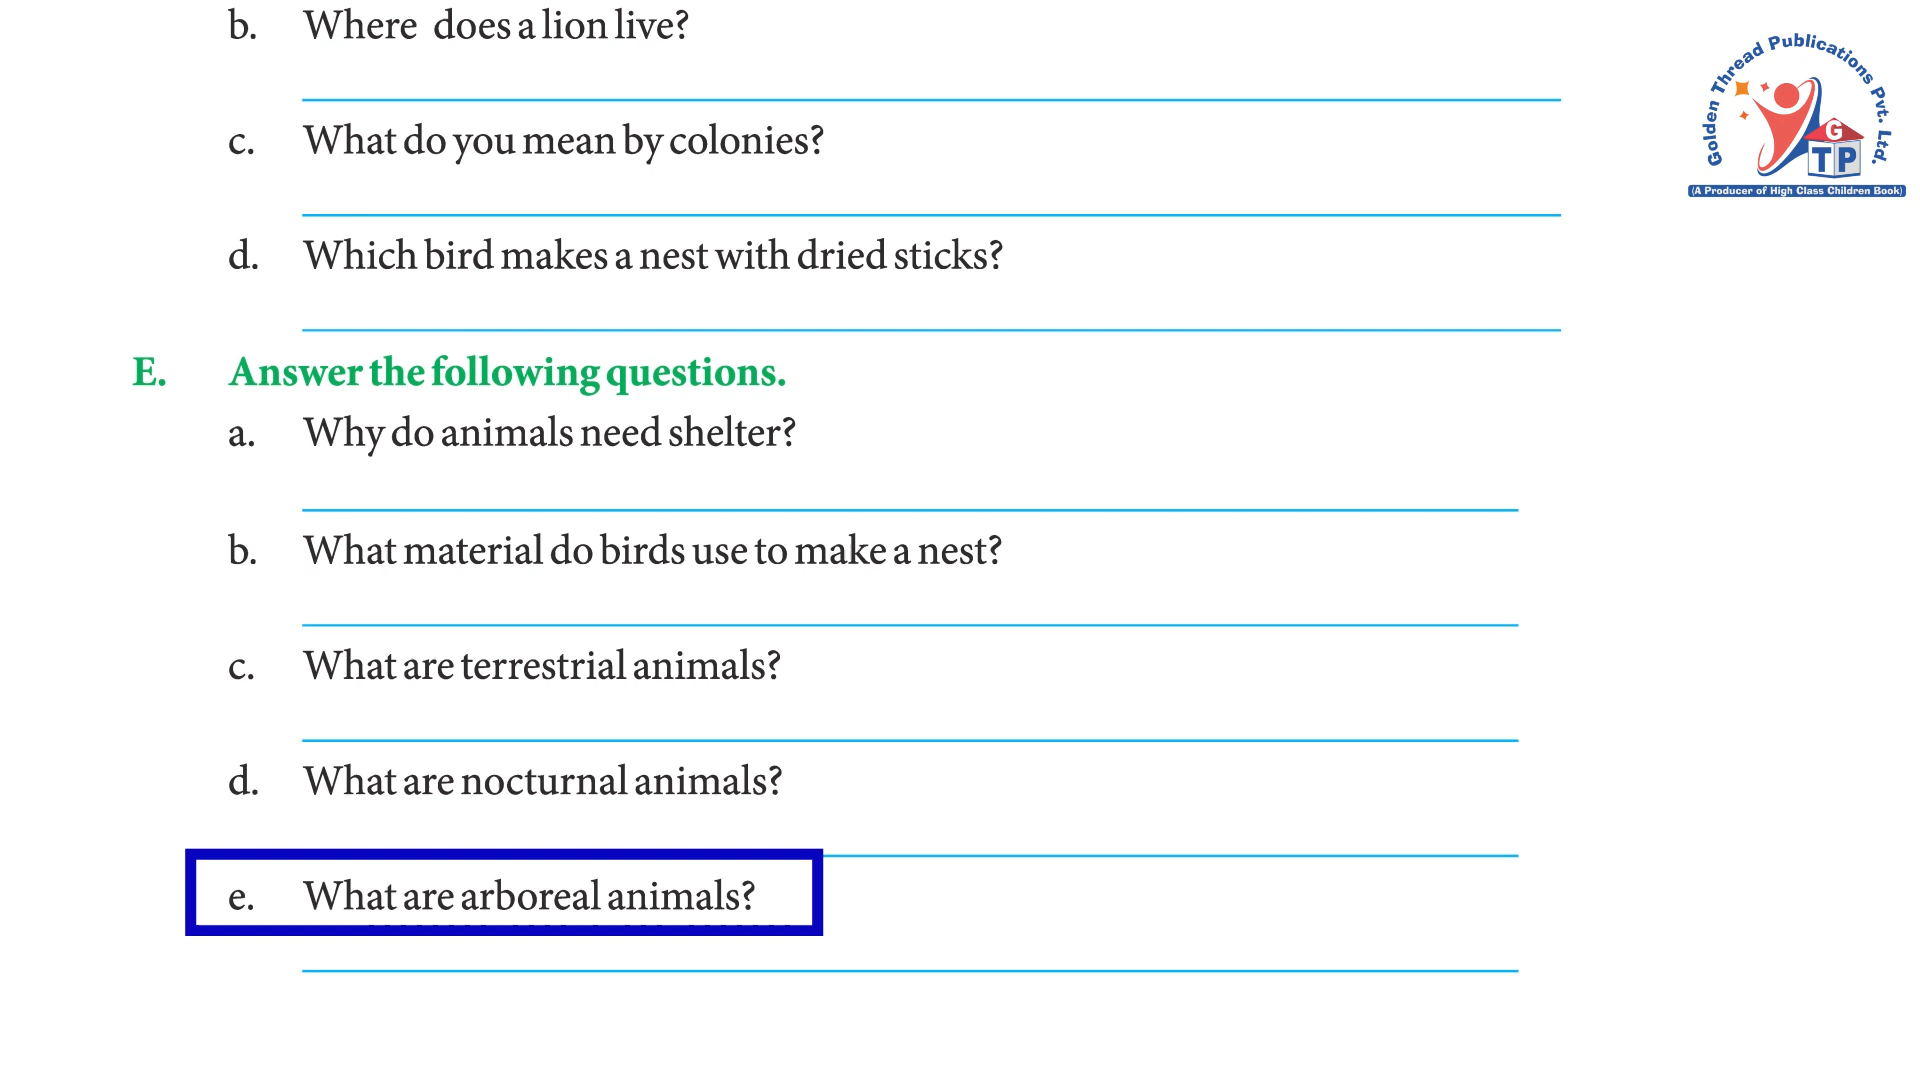 b. Where does a lion live?
c. What do you mean by colonies?
d. Which bird makes a nest with dried sticks?
E. Answer the following questions.
a. Why do animals need shelter?
b. What material do birds use to make a nest?
c. What are terrestrial animals?
d. What are nocturnal animals?
e. What are arboreal animals?
Golden Thread Publications Pvt. Ltd.
G
TP
(A Producer of High Class Children Book)